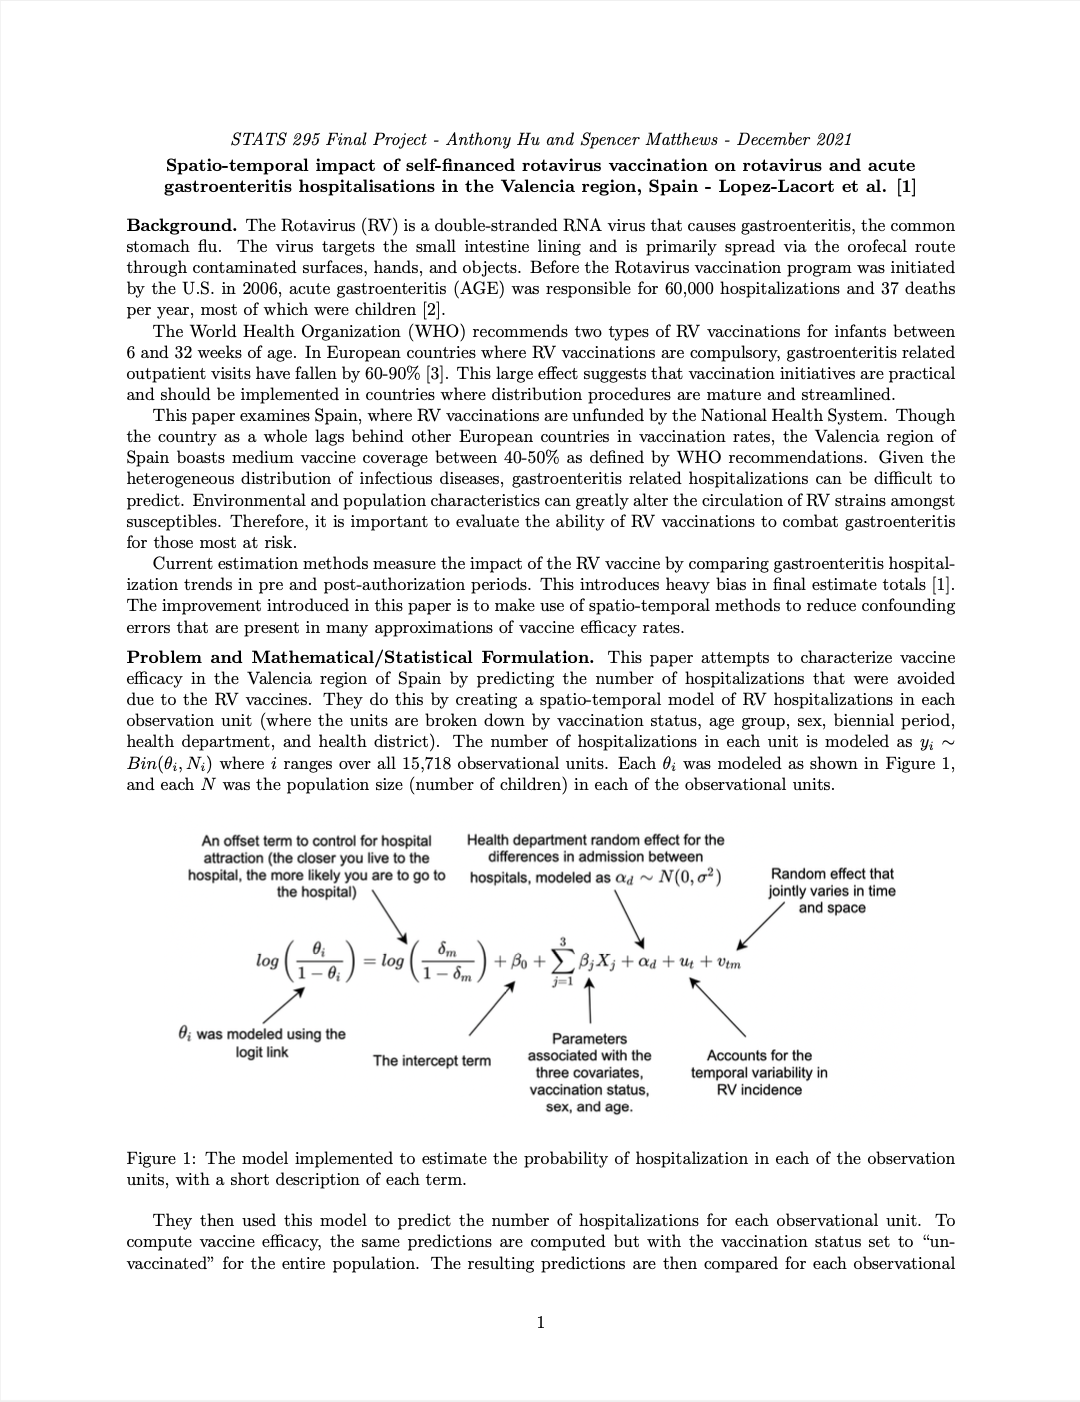 STATS 295 Final Project - Anthony Hu and Spencer Matthews - December 2021
Spatio-temporal impact of self-financed rotavirus vaccination on rotavirus and acute
gastroenteritis hospitalisations in the Valencia region, Spain - Lopez-Lacort et al. [1]
Background. The Rotavirus (RV) is a double-stranded RNA virus that causes gastroenteritis, the common
stomach flu. The virus targets the small intestine lining and is primarily spread via the orofecal route
through contaminated surfaces, hands, and objects. Before the Rotavirus vaccination program was initiated
by the U.S. in 2006, acute gastroenteritis (AGE) was responsible for 60,000 hospitalizations and 37 deaths
per year, most of which were children [2].
The World Health Organization (WHO) recommends two types of RV vaccinations for infants between
6 and 32 weeks of age. In European countries where RV vaccinations are compulsory, gastroenteritis related
outpatient visits have fallen by 60-90% [3]. This large effect suggests that vaccination initiatives are practical
and should be implemented in countries where distribution procedures are mature and streamlined.
This paper examines Spain, where RV vaccinations are unfunded by the National Health System. Though
the country as a whole lags behind other European countries in vaccination rates, the Valencia region of
Spain boasts medium vaccine coverage between 40-50% as defined by WHO recommendations. Given the
heterogeneous distribution of infectious diseases, gastroenteritis related hospitalizations can be difficult to
predict. Environmental and population characteristics can greatly alter the circulation of RV strains amongst
susceptibles. Therefore, it is important to evaluate the ability of RV vaccinations to combat gastroenteritis
for those most at risk.
Current estimation methods measure the impact of the RV vaccine by comparing gastroenteritis hospital-
ization trends in pre and post-authorization periods. This introduces heavy bias in final estimate totals [1].
The improvement introduced in this paper is to make use of spatio-temporal methods to reduce confounding
errors that are present in many approximations of vaccine efficacy rates.
Problem and Mathematical/Statistical Formulation. This paper attempts to characterize vaccine
efficacy in the Valencia region of Spain by predicting the number of hospitalizations that were avoided
due to the RV vaccines. They do this by creating a spatio-temporal model of RV hospitalizations in each
observation unit (where the units are broken down by vaccination status, age group, sex, biennial period,
health department, and health district). The number of hospitalizations in each unit is modeled as y_i ∼
Bin(θ_i, N_i) where i ranges over all 15,718 observational units. Each θ_i was modeled as shown in Figure 1,
and each N was the population size (number of children) in each of the observational units.
An offset term to control for hospital
attraction (the closer you live to the
hospital, the more likely you are to go to
the hospital)
Health department random effect for the
differences in admission between
hospitals, modeled as α_d ∼ N(0, σ²)
Random effect that
jointly varies in time
and space
log(θ_i / (1 − θ_i)) = log(δ_m / (1 − δ_m)) + β_0 + ∑_{j=1}^{3} β_j X_j + α_d + u_t + υ_tm
θ_i was modeled using the
logit link
The intercept term
Parameters
associated with the
three covariates,
vaccination status,
sex, and age.
Accounts for the
temporal variability in
RV incidence
Figure 1: The model implemented to estimate the probability of hospitalization in each of the observation
units, with a short description of each term.
They then used this model to predict the number of hospitalizations for each observational unit. To
compute vaccine efficacy, the same predictions are computed but with the vaccination status set to “un-
vaccinated” for the entire population. The resulting predictions are then compared for each observational
1